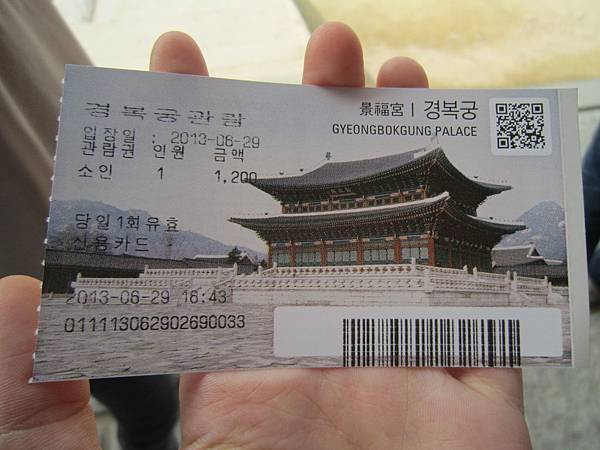 경복궁관람
입장일 : 2013-06-29
관람권 인원 금액
소인 1 1,200
당일1회유효
신용카드
2013-06-29 16:43
011113062902690033
景福宮 | 경복궁
GYEONGBOKGUNG PALACE